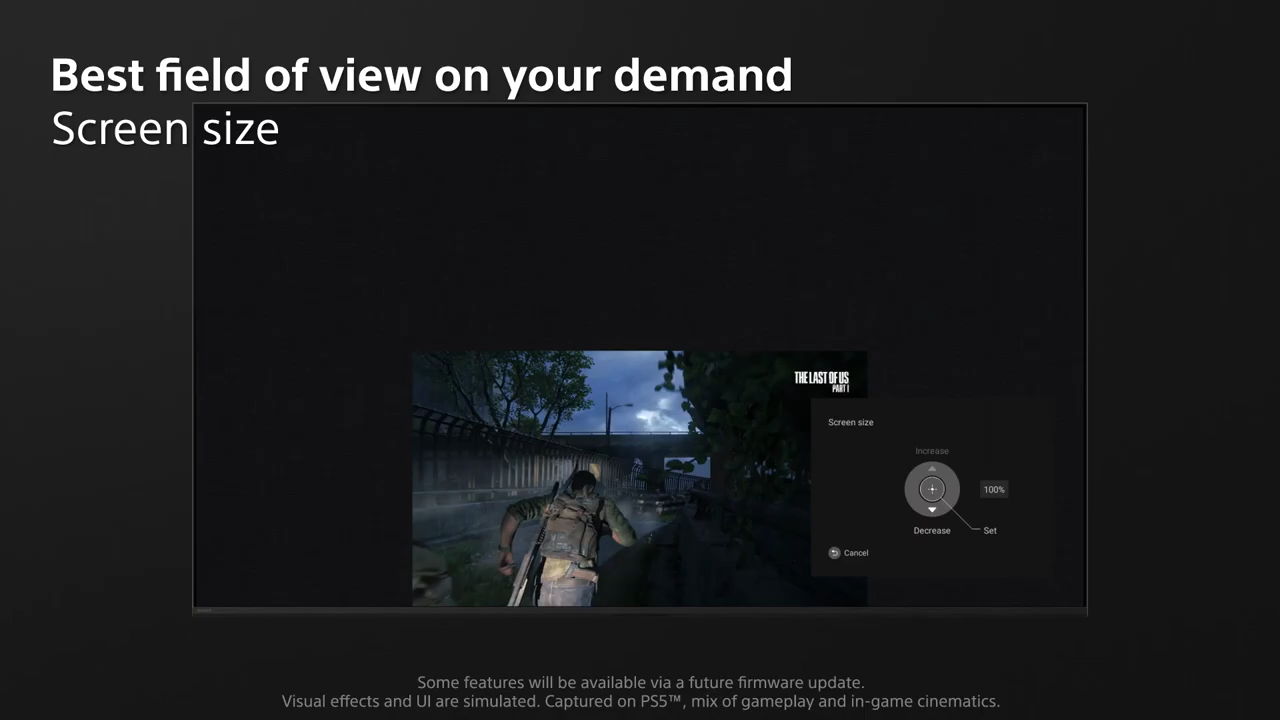 Best field of view on your demand
Screen size
THE LAST OF US
PART I
Screen size
Increase
100%
Decrease
Set
Cancel
Some features will be available via a future firmware update.
Visual effects and UI are simulated. Captured on PS5™, mix of gameplay and in-game cinematics.